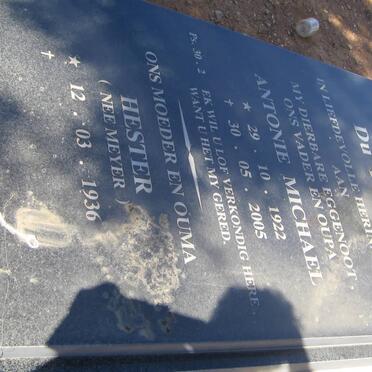 DU
IN LIEFDEVOLLE HERIN
AAN
MY DIERBARE EGGENOOT,
ONS VADER EN OUPA
ANTONIE MICHAEL
* 29 . 10 . 1922
† 30 . 05 . 2005
EK WIL U LOF VERKONDIG HERE,
Ps. 30 . 2 WANT U HET MY GERED.
ONS MOEDER EN OUMA
HESTER
( NEE MEYER )
* 12 . 03 . 1936
†